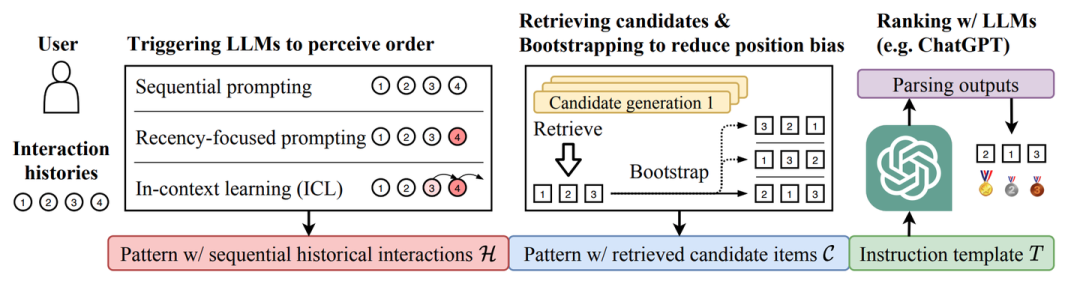 User
Interaction
histories
1 2 3 4
Triggering LLMs to perceive order
Sequential prompting 1 2 3 4
Recency-focused prompting 1 2 3 4
In-context learning (ICL) 1 2 3 4
Pattern w/ sequential historical interactions H
Retrieving candidates &
Bootstrapping to reduce position bias
Candidate generation 1
Retrieve
1 2 3
Bootstrap
3 2 1
1 3 2
2 1 3
Pattern w/ retrieved candidate items C
Ranking w/ LLMs
(e.g. ChatGPT)
Parsing outputs
2 1 3
1 2 3
Instruction template T